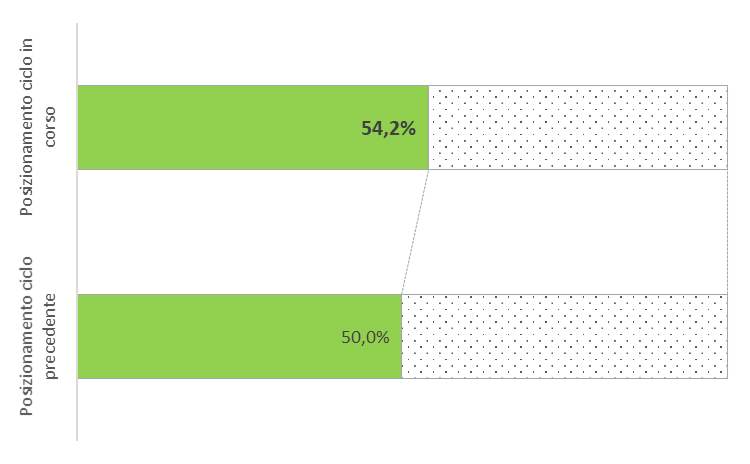 Posizionamento ciclo in
corso
54,2%
Posizionamento ciclo
precedente
50,0%